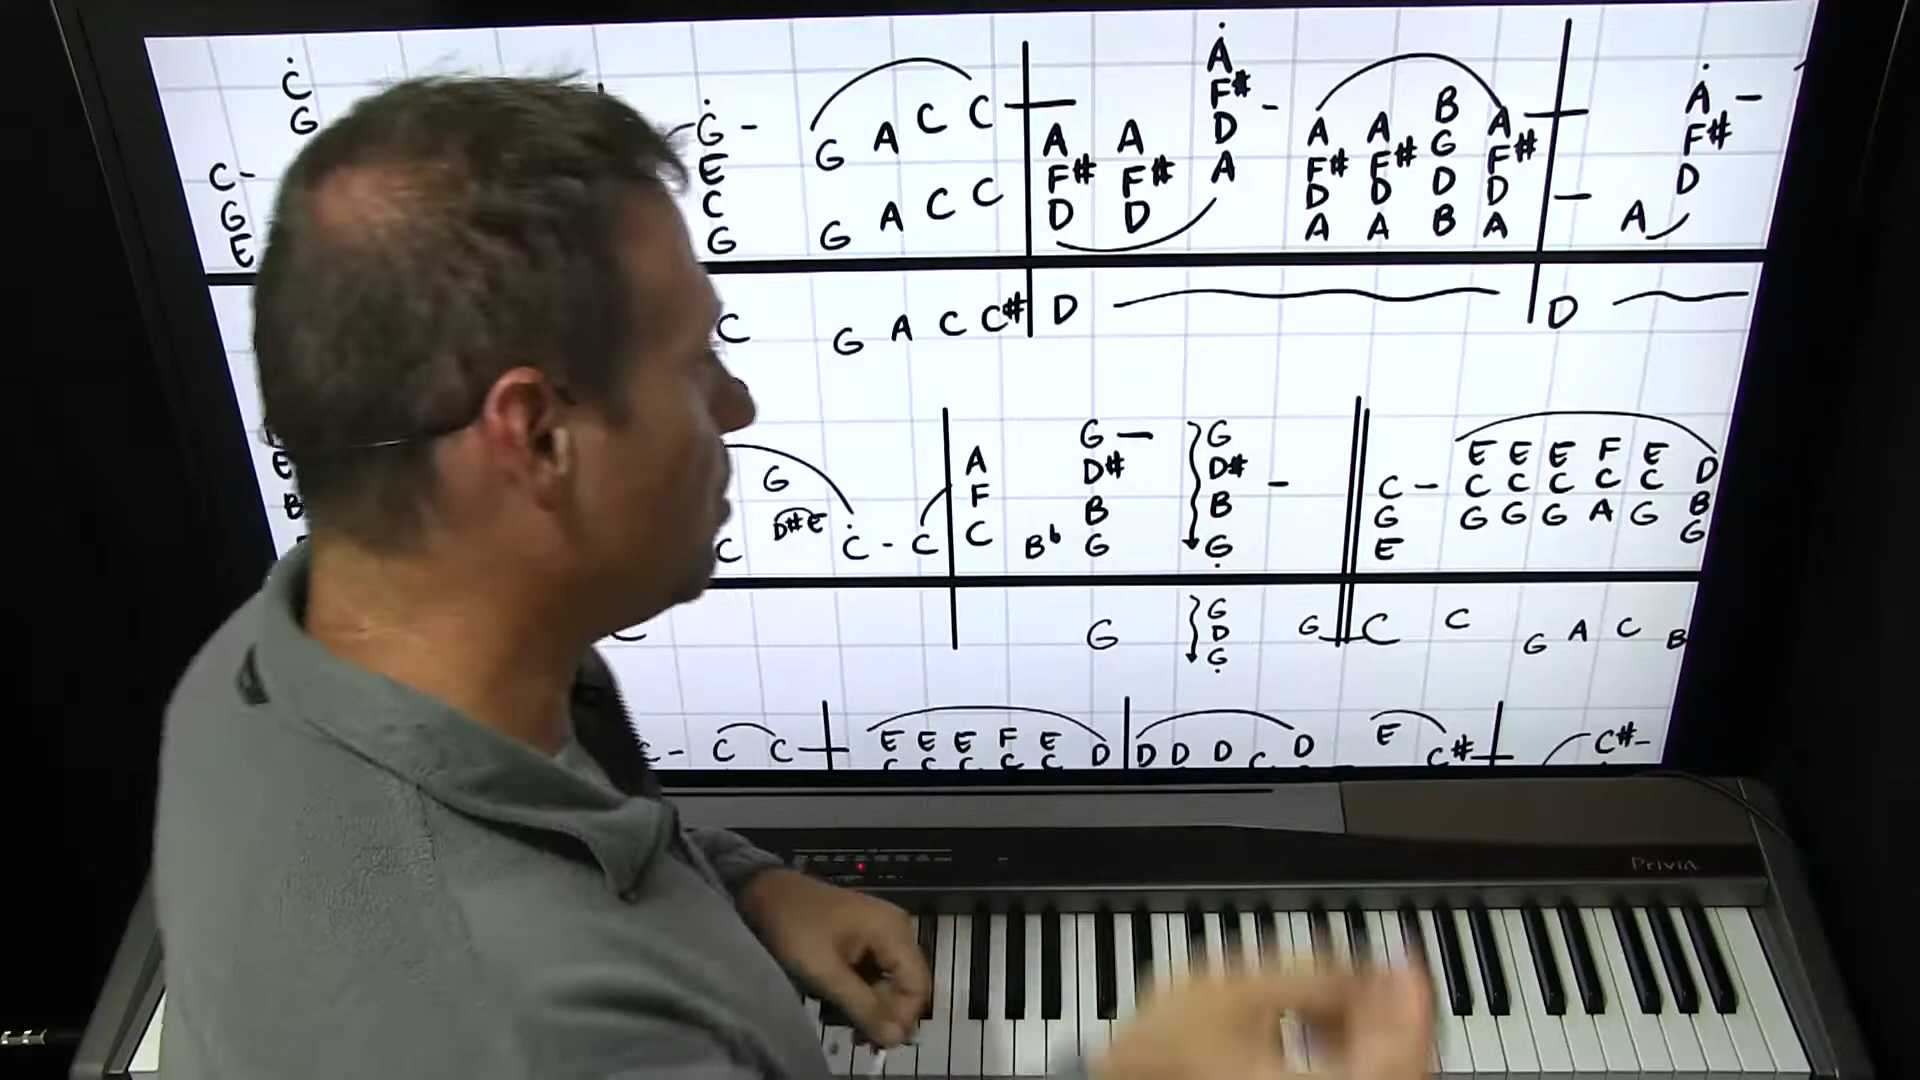 Ċ Ȧ
G F# B Ȧ -
Ġ - G A C C A A D - A A G A F#
C - E F# F# A F# F# D F# D
G C G A C C D D D D B D A
E G A A A
C G A C C# D D
G - G E E E F E D
E G A D# D# - C - C C C C C B
B D# E F B B G G G G A G G
C Ċ - C C Bb G G E
G G D G G C C G A C B
C - C C E E E F E D D D D C D E C# C# -
C C C C C
Privia